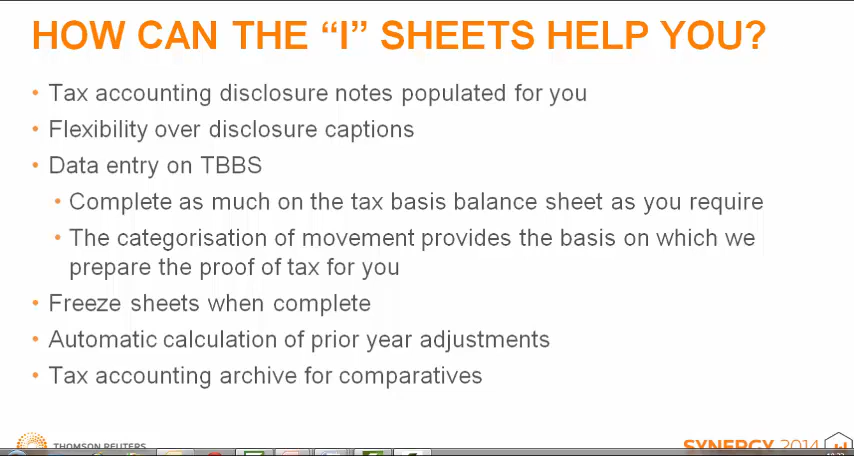 HOW CAN THE “I” SHEETS HELP YOU?
• Tax accounting disclosure notes populated for you
• Flexibility over disclosure captions
• Data entry on TBBS
• Complete as much on the tax basis balance sheet as you require
• The categorisation of movement provides the basis on which we
prepare the proof of tax for you
• Freeze sheets when complete
• Automatic calculation of prior year adjustments
• Tax accounting archive for comparatives
THOMSON REUTERS
SYNERGY 2014